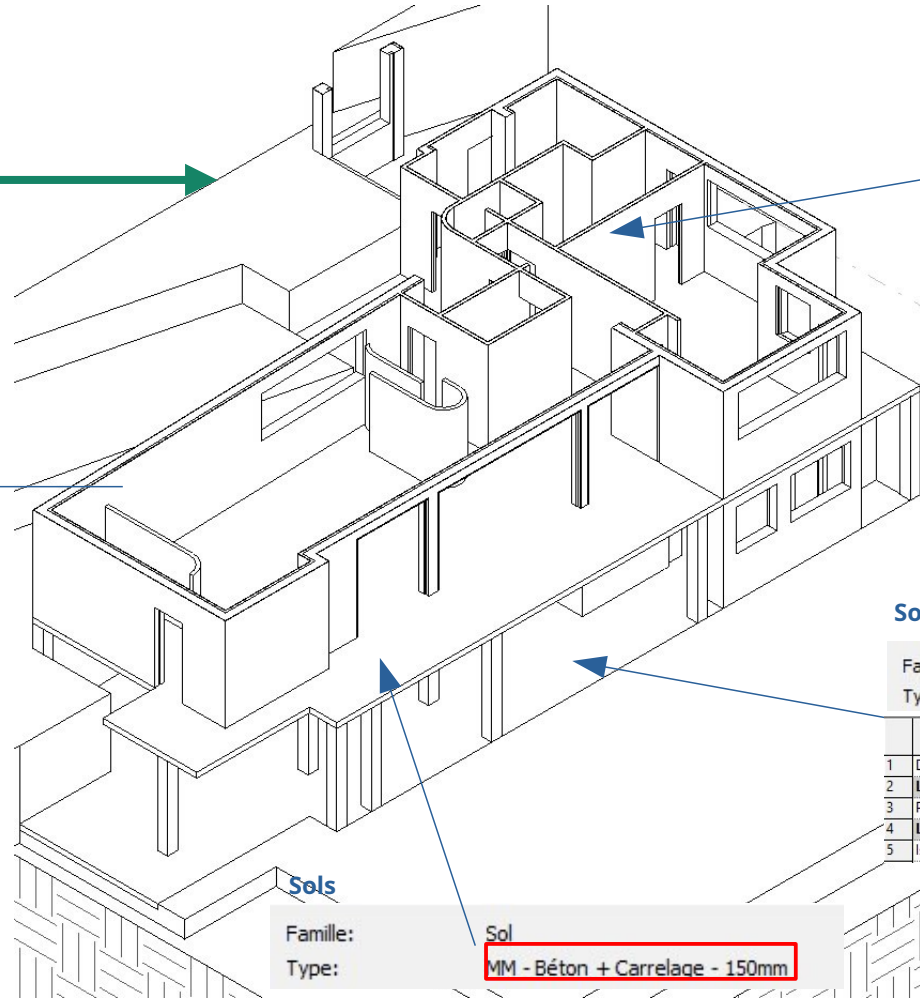 So
Fa
Ty
1 D
2 L
3 P
4 L
5 I
Sols
Famille: Sol
Type: MM - Béton + Carrelage - 150mm